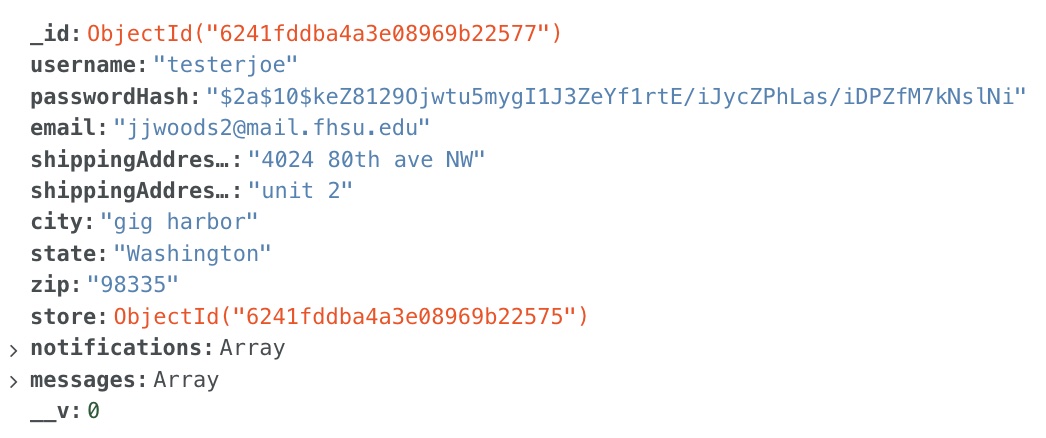 _id: ObjectId("6241fddba4a3e08969b22577")
username: "testerjoe"
passwordHash: "$2a$10$keZ8129Ojwtu5mygI1J3ZeYf1rtE/iJycZPhLas/iDPZfM7kNslNi"
email: "jjwoods2@mail.fhsu.edu"
shippingAddres…: "4024 80th ave NW"
shippingAddres…: "unit 2"
city: "gig harbor"
state: "Washington"
zip: "98335"
store: ObjectId("6241fddba4a3e08969b22575")
> notifications: Array
> messages: Array
__v: 0